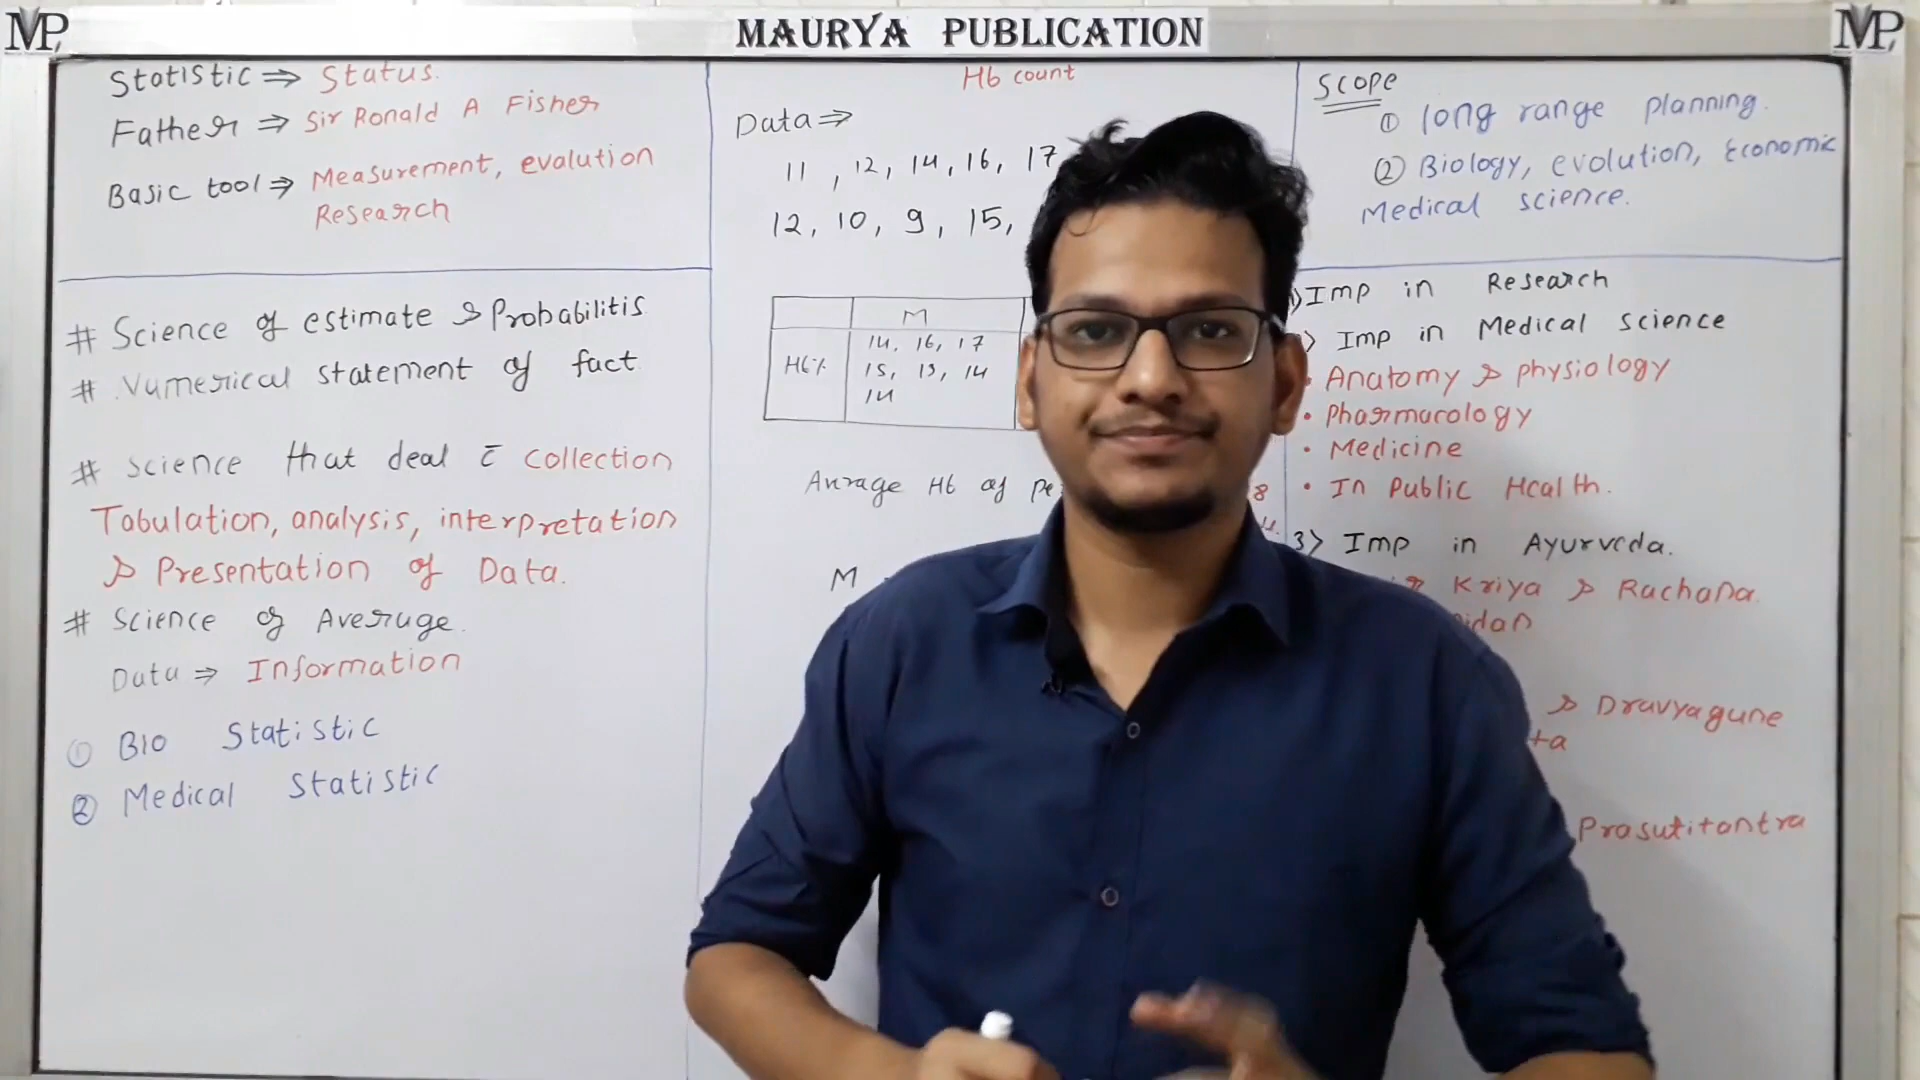 MP
MAURYA PUBLICATION
MP
Statistic ⇒ Status.
Father ⇒ Sir Ronald A Fisher
Basic tool ⇒ Measurement, evalution
Research
# Science of estimate & Probabilitis
# Numerical statement of fact
# Science that deal c̄ collection
Tabulation, analysis, interpretation
& Presentation of Data.
# Science of Average.
Data ⇒ Information
① Bio Statistic
② Medical Statistic
Hb count
Data ⇒
11, 12, 14, 16, 17
12, 10, 9, 15,
M
Hb%
14, 16, 17
15, 13, 14
14
Avrage Hb of
M
8
Scope
① long range planning.
② Biology, evolution, Economic
Medical science.
Imp in Research
Imp in Medical Science
• Anatomy & physiology
• Pharmacology
• Medicine
• In Public Health.
3) Imp in Ayurveda.
Kriya & Rachana.
& Dravyagune
Prasutitantra